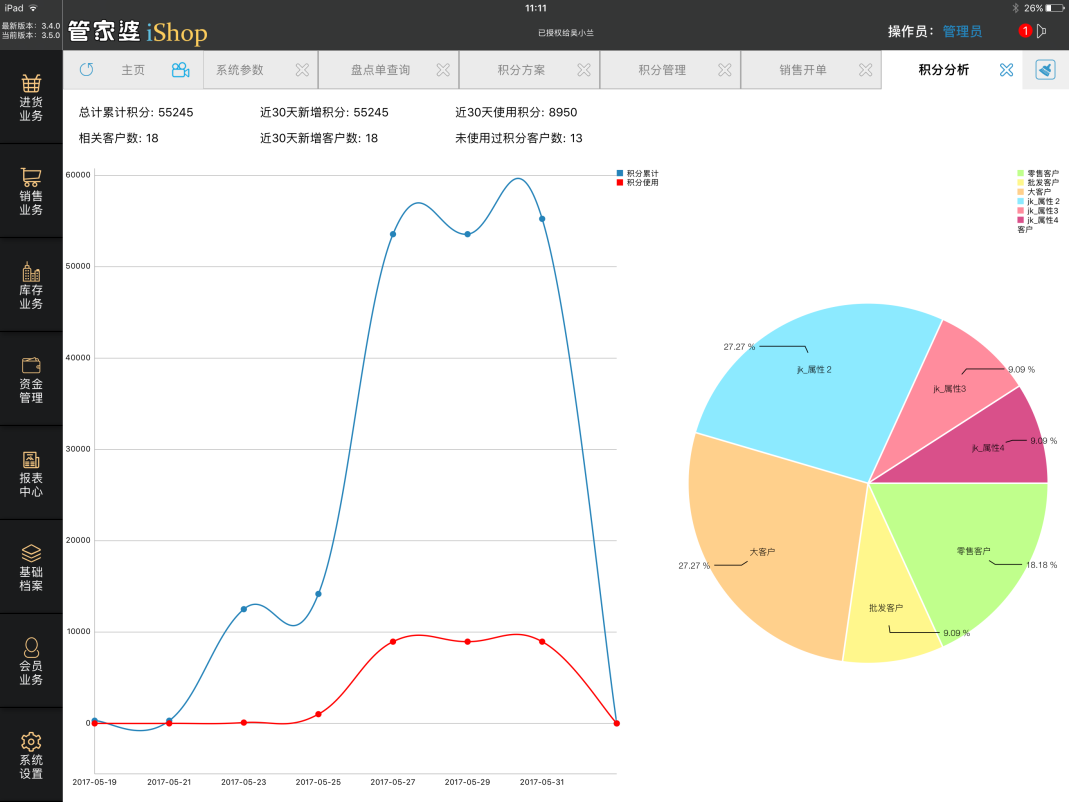 iPad
11:11
26%
最新版本: 3.4.0
当前版本: 3.5.0
管家婆 iShop
已授权给吴小兰
操作员: 管理员
1
主页
系统参数
盘点单查询
积分方案
积分管理
销售开单
积分分析
进货
业务
销售
业务
库存
业务
资金
管理
报表
中心
基础
档案
会员
业务
系统
设置
总计累计积分: 55245
近30天新增积分: 55245
近30天使用积分: 8950
相关客户数: 18
近30天新增客户数: 18
未使用过积分客户数: 13
60000
50000
40000
30000
20000
10000
0
2017-05-19
2017-05-21
2017-05-23
2017-05-25
2017-05-27
2017-05-29
2017-05-31
积分累计
积分使用
零售客户
批发客户
大客户
jk_属性 2
jk_属性3
jk_属性4
客户
27.27 %
jk_属性 2
9.09 %
jk_属性3
9.09 %
jk_属性4
大客户
27.27 %
零售客户
18.18 %
批发客户
9.09 %